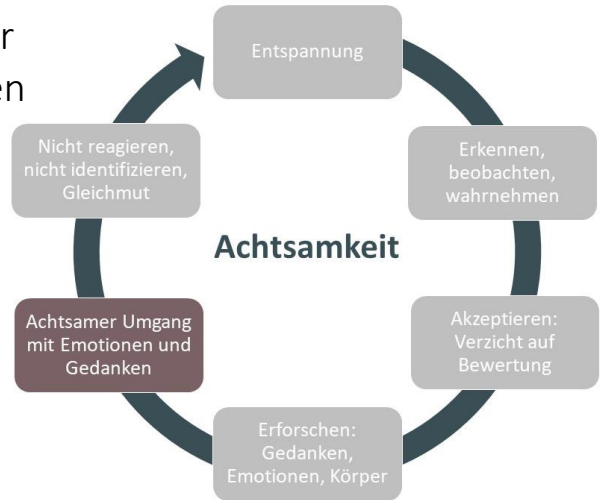 r
en
Entspannung
Erkennen,
beobachten,
wahrnehmen
Akzeptieren:
Verzicht auf
Bewertung
Erforschen:
Gedanken,
Emotionen, Körper
Achtsamer Umgang
mit Emotionen und
Gedanken
Nicht reagieren,
nicht identifizieren,
Gleichmut
Achtsamkeit